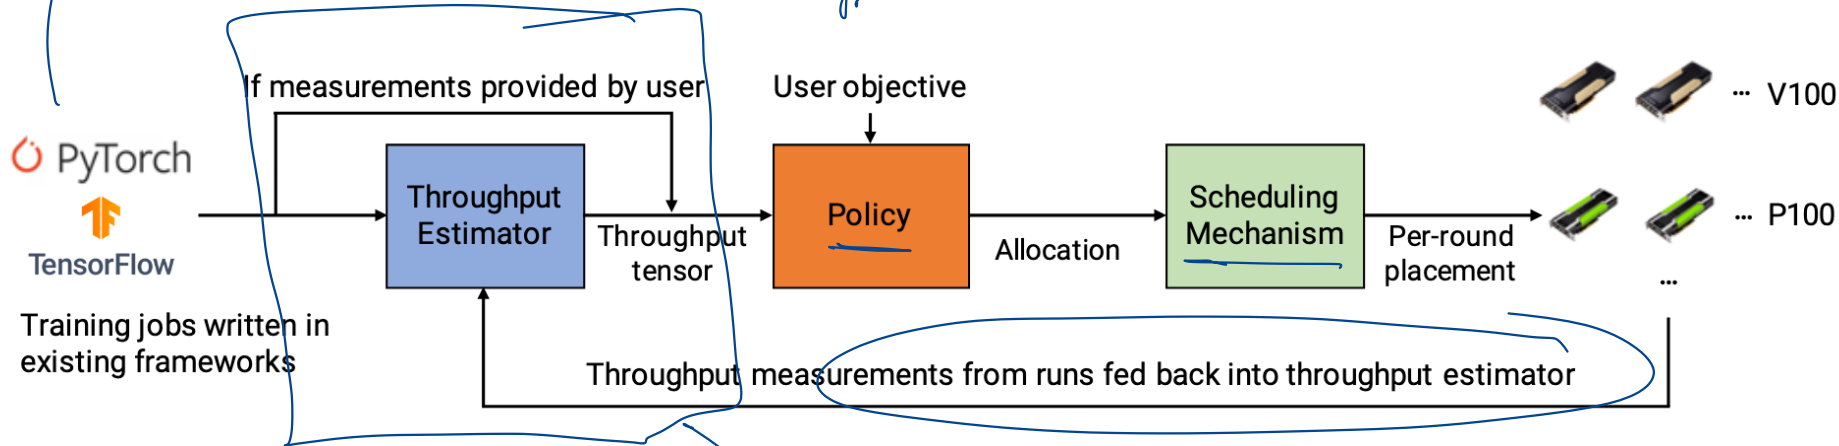 If measurements provided by user
User objective
... V100
PyTorch
TensorFlow
Throughput
Estimator
Throughput
tensor
Policy
Allocation
Scheduling
Mechanism
Per-round
placement
... P100
...
Training jobs written in
existing frameworks
Throughput measurements from runs fed back into throughput estimator